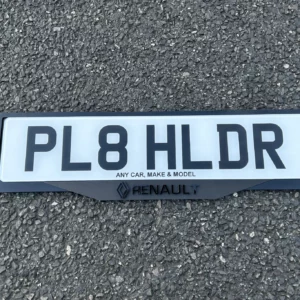 PL8 HLDR
ANY CAR, MAKE & MODEL
RENAULT